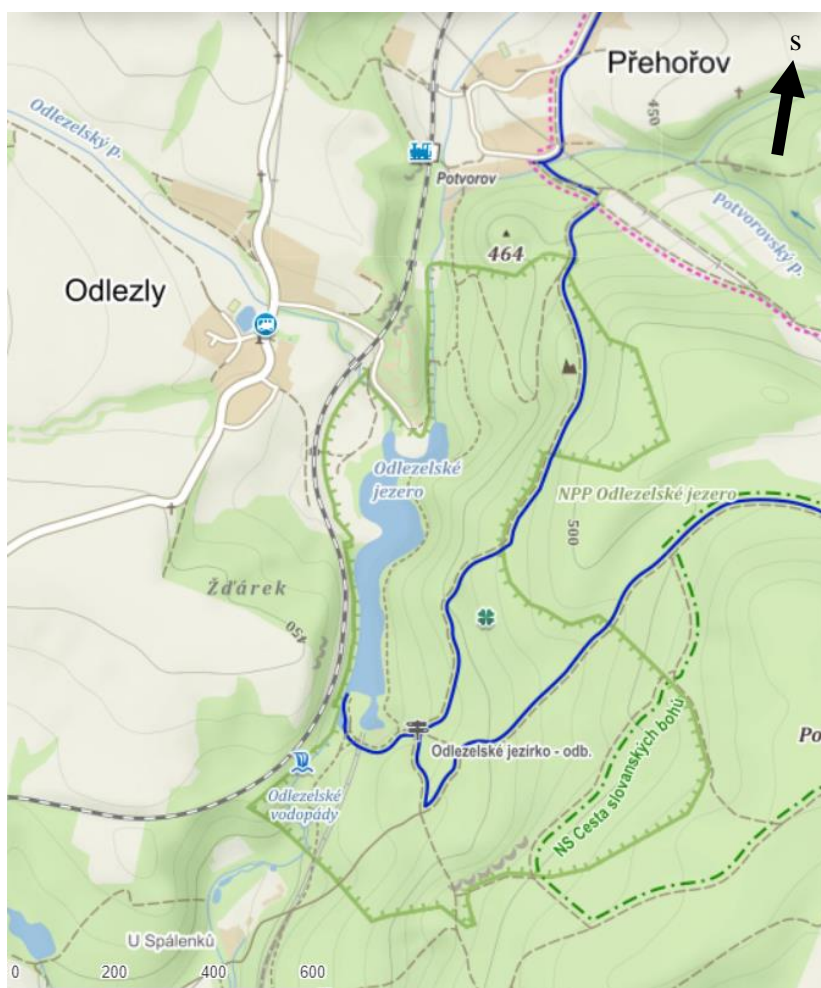 S
Přehořov
450
Odlezelský p.
Potvorov
Potvorovský p.
464
Odlezly
Odlezelské
jezero
NPP Odlezelské jezero
500
Žďárek
450
NS Cesta slovanských bohů
Po
Odlezelské jezírko - odb.
Odlezelské
vodopády
U Spálenků
0 200 400 600